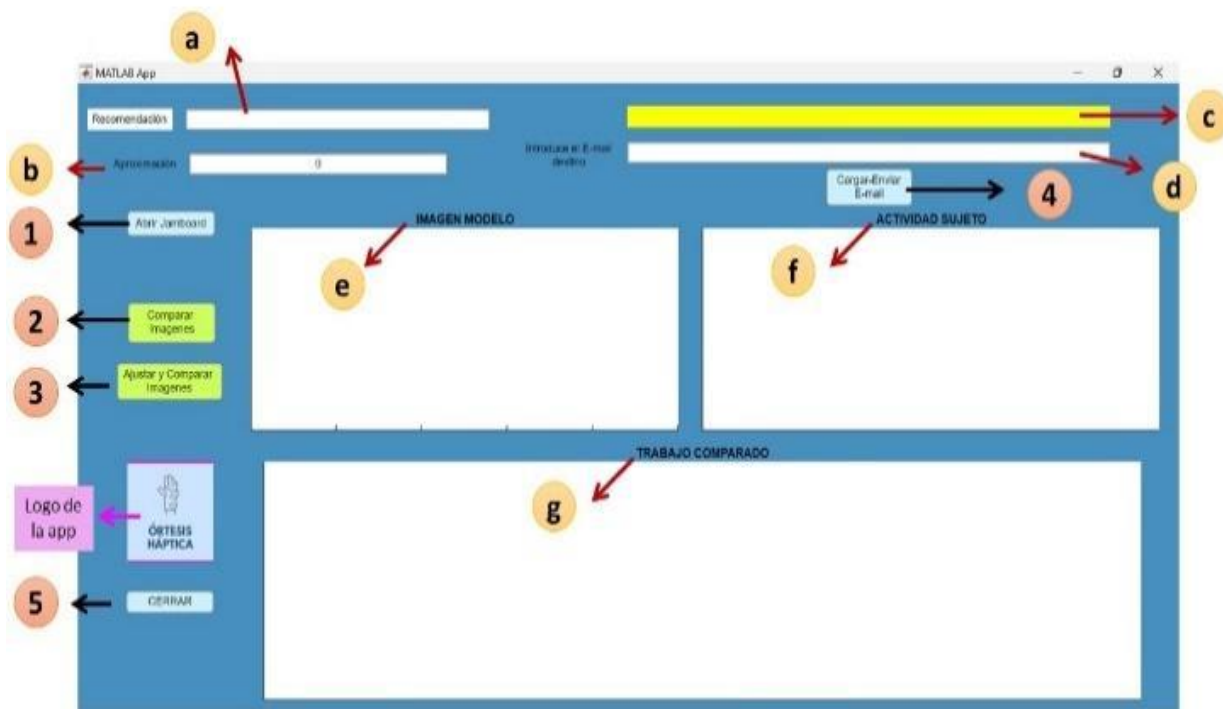 a
MATLAB App
Recomendación
c
Introduce el E-mail
destino
b
Aproximación
0
d
Cargar-Enviar
E-mail
4
1
Abrir Jamboard
IMAGEN MODELO
ACTIVIDAD SUJETO
e
f
2
Comparar
Imagenes
3
Ajustar y Comparar
Imagenes
TRABAJO COMPARADO
g
Logo de
la app
ÓRTESIS
HÁPTICA
5
CERRAR